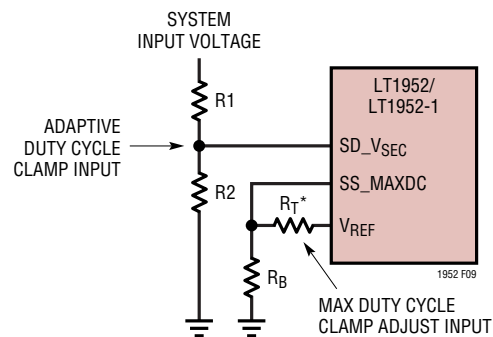 SYSTEM
INPUT VOLTAGE
R1
ADAPTIVE
DUTY CYCLE
CLAMP INPUT
R2
LT1952/
LT1952-1
SD_VSEC
SS_MAXDC
RT*
VREF
RB
1952 F09
MAX DUTY CYCLE
CLAMP ADJUST INPUT